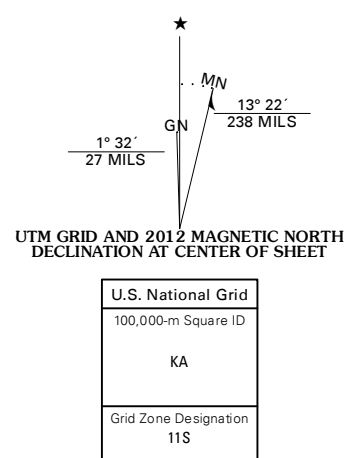 ★
MN
GN
1° 32´
27 MILS
13° 22´
238 MILS
UTM GRID AND 2012 MAGNETIC NORTH
DECLINATION AT CENTER OF SHEET
U.S. National Grid
100,000-m Square ID
KA
Grid Zone Designation
11S